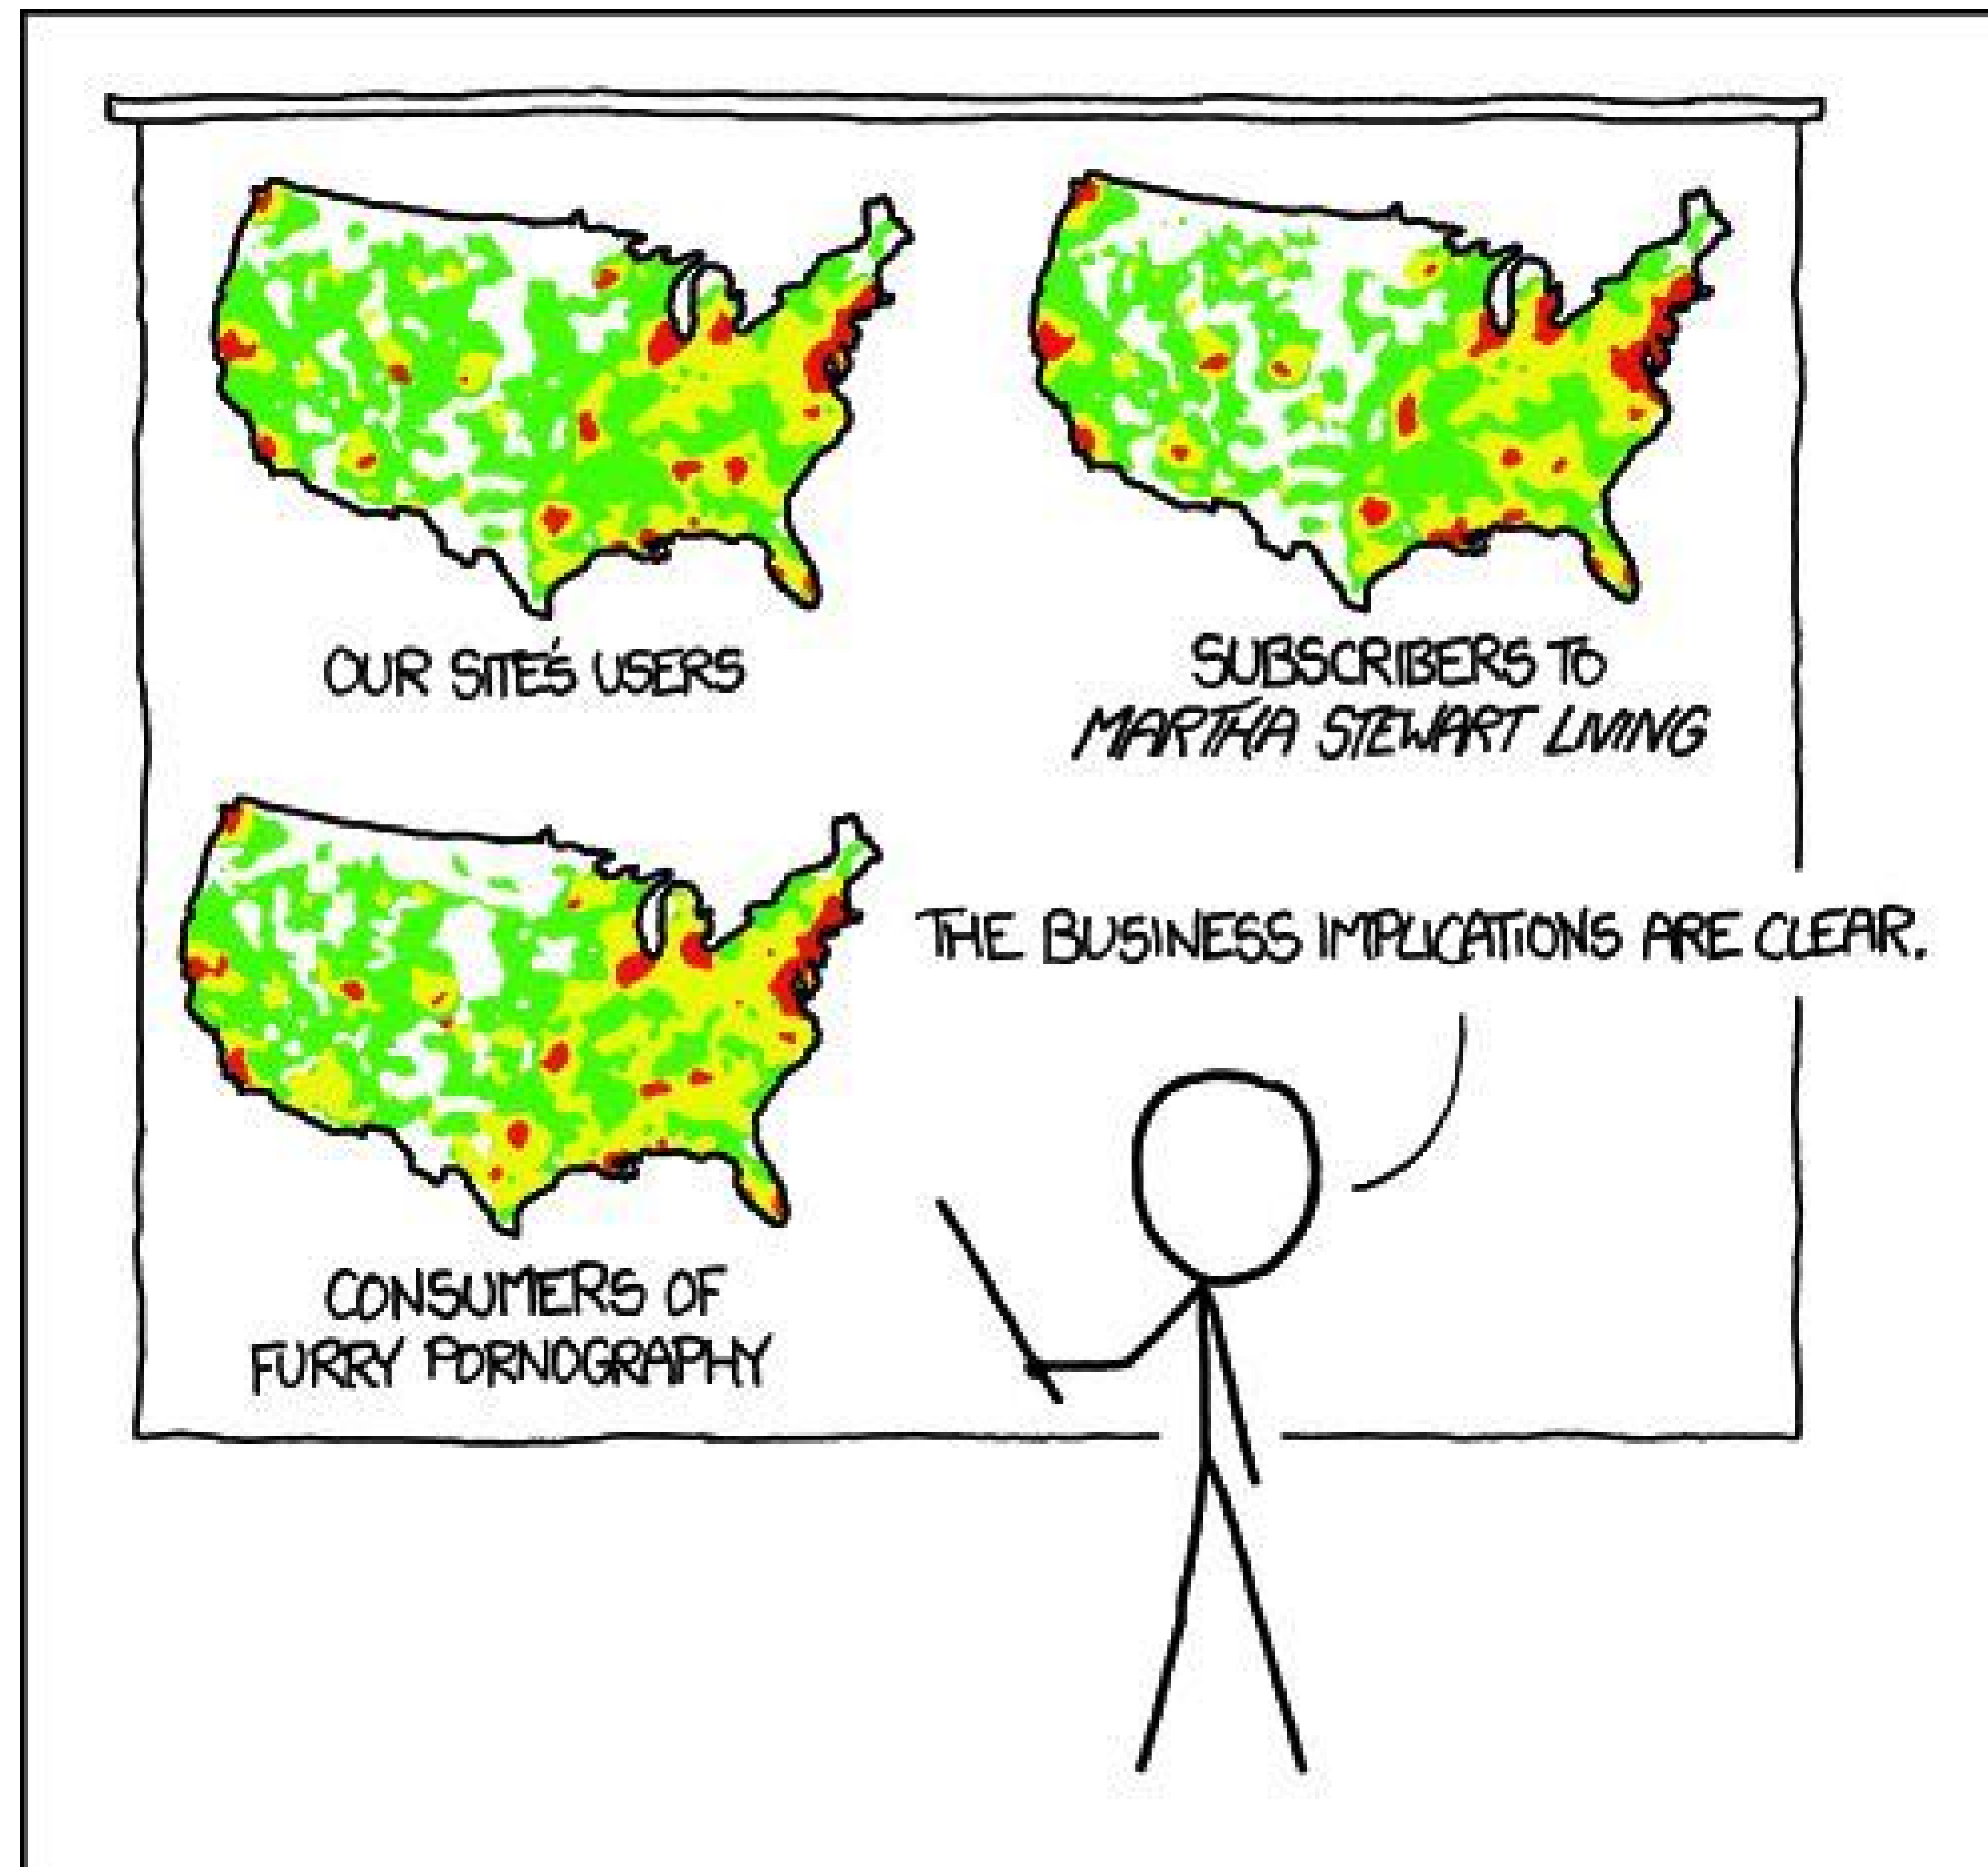 OUR SITE'S USERS
SUBSCRIBERS TO
MARTHA STEWART LIVING
THE BUSINESS IMPLICATIONS ARE CLEAR.
CONSUMERS OF
FURRY PORNOGRAPHY